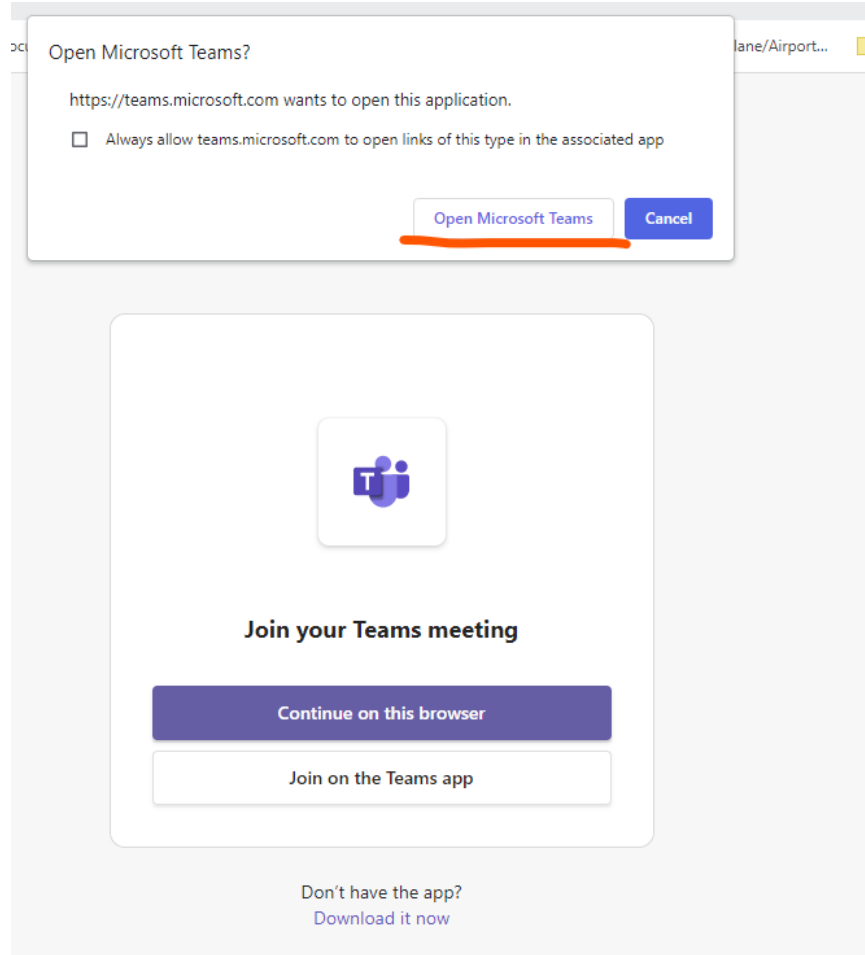 Open Microsoft Teams?
lane/Airport...
https://teams.microsoft.com wants to open this application.
Always allow teams.microsoft.com to open links of this type in the associated app
Open Microsoft Teams
Cancel
T
Join your Teams meeting
Continue on this browser
Join on the Teams app
Don't have the app?
Download it now